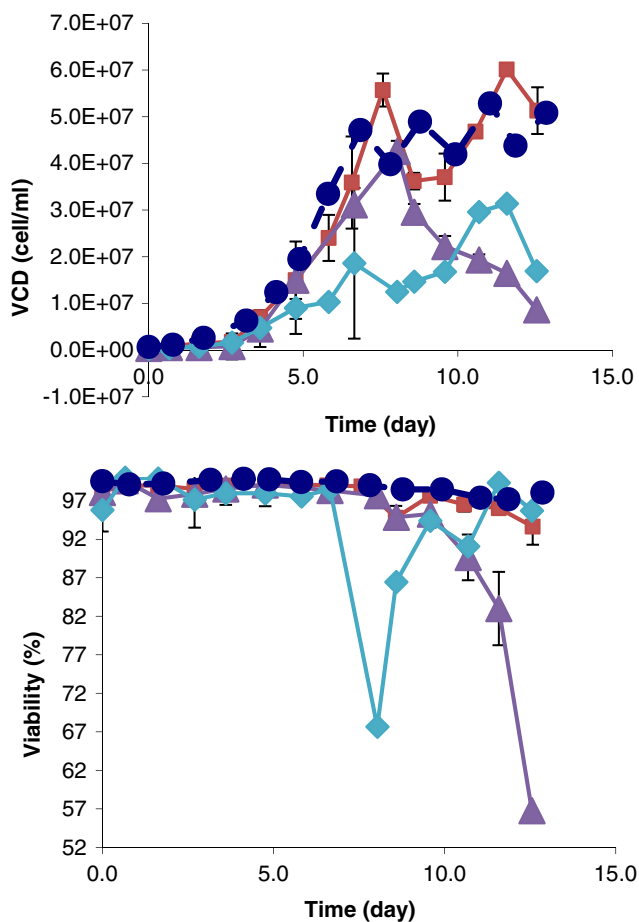 7.0E+07
6.0E+07
5.0E+07
4.0E+07
3.0E+07
2.0E+07
1.0E+07
0.0E+00
-1.0E+07
VCD (cell/ml)
0.0 5.0 10.0 15.0
Time (day)
97
92
87
82
77
72
67
62
57
52
Viability (%)
0.0 5.0 10.0 15.0
Time (day)